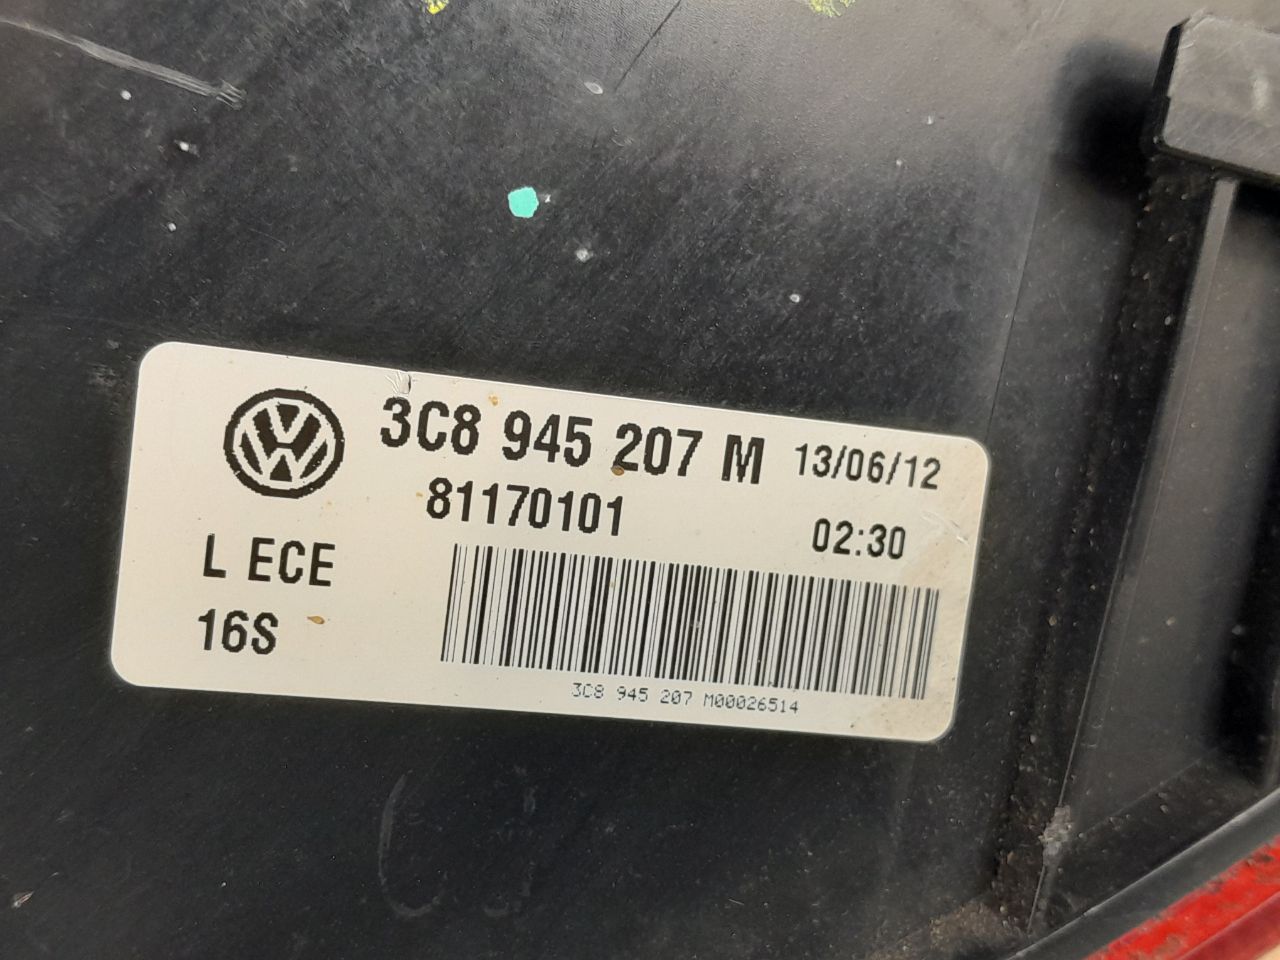 3C8 945 207 M 13/06/12
81170101 02:30
L ECE
16S
3C8 945 207 M00026514